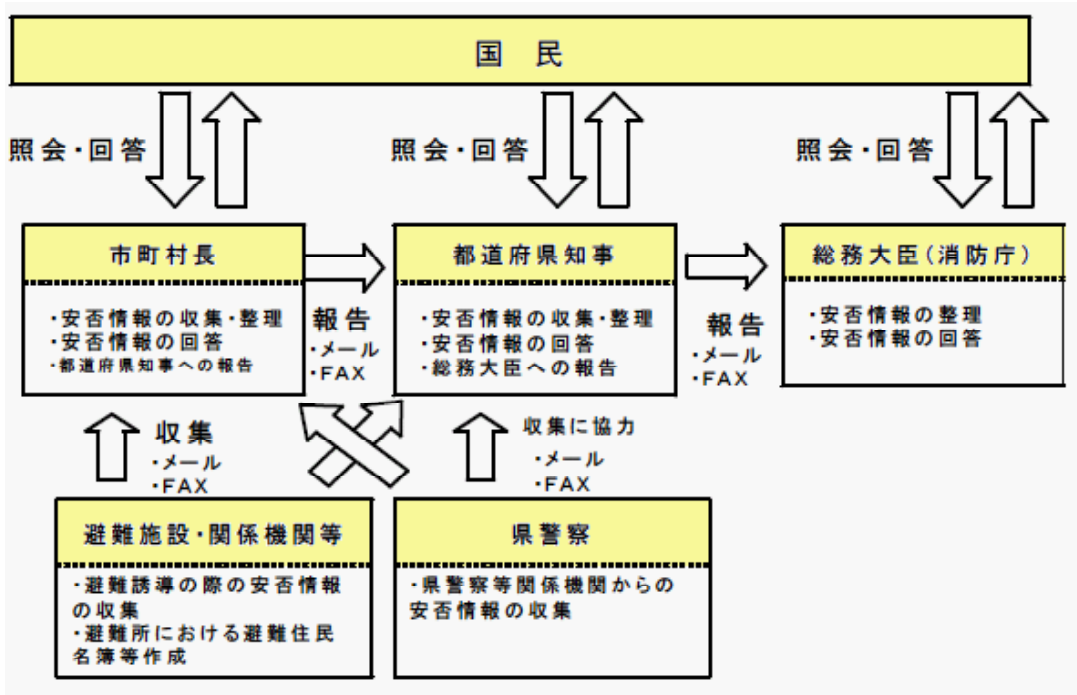 国 民
照会・回答
照会・回答
照会・回答
市町村長
・安否情報の収集・整理
・安否情報の回答
・都道府県知事への報告
報告
・メール
・FAX
都道府県知事
・安否情報の収集・整理
・安否情報の回答
・総務大臣への報告
報告
・メール
・FAX
総務大臣(消防庁)
・安否情報の整理
・安否情報の回答
収集
・メール
・FAX
収集に協力
・メール
・FAX
避難施設・関係機関等
・避難誘導の際の安否情報
の収集
・避難所における避難住民
名簿等作成
県警察
・県警察等関係機関からの
安否情報の収集